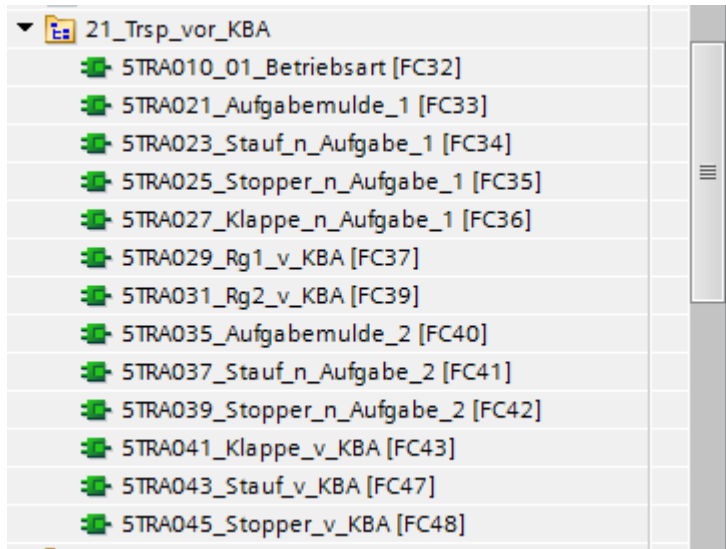 21_Trsp_vor_KBA
5TRA010_01_Betriebsart [FC32]
5TRA021_Aufgabemulde_1 [FC33]
5TRA023_Stauf_n_Aufgabe_1 [FC34]
5TRA025_Stopper_n_Aufgabe_1 [FC35]
5TRA027_Klappe_n_Aufgabe_1 [FC36]
5TRA029_Rg1_v_KBA [FC37]
5TRA031_Rg2_v_KBA [FC39]
5TRA035_Aufgabemulde_2 [FC40]
5TRA037_Stauf_n_Aufgabe_2 [FC41]
5TRA039_Stopper_n_Aufgabe_2 [FC42]
5TRA041_Klappe_v_KBA [FC43]
5TRA043_Stauf_v_KBA [FC47]
5TRA045_Stopper_v_KBA [FC48]